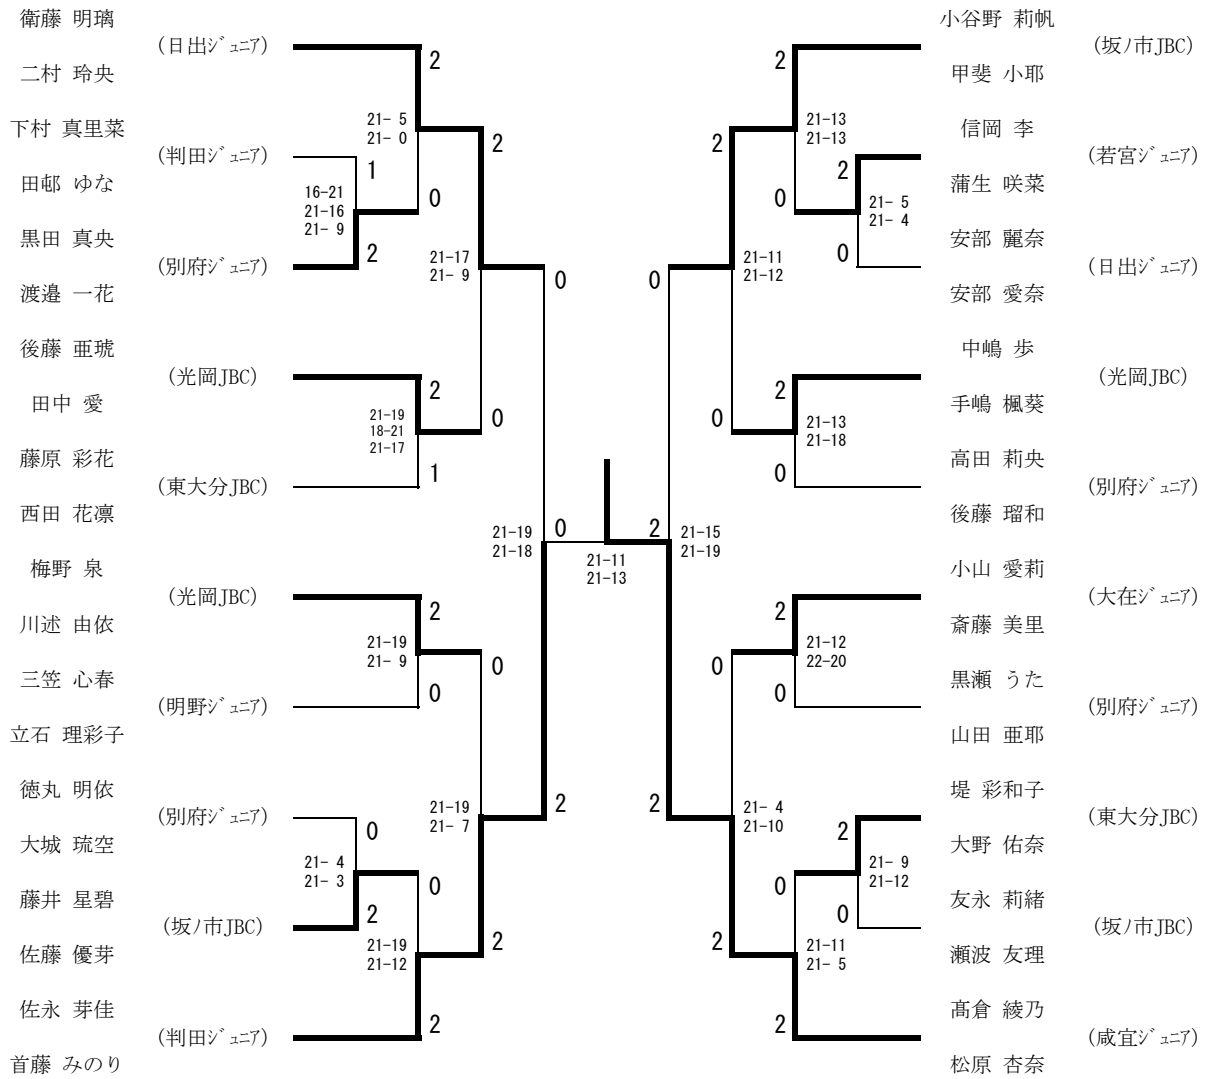 衛藤 明璃
(日出ジュニア)
二村 玲央
下村 真里菜
(判田ジュニア)
田邨 ゆな
黒田 真央
(別府ジュニア)
渡邉 一花
後藤 亜琥
(光岡JBC)
田中 愛
藤原 彩花
(東大分JBC)
西田 花凛
梅野 泉
(光岡JBC)
川述 由依
三笠 心春
(明野ジュニア)
立石 理彩子
徳丸 明依
(別府ジュニア)
大城 琉空
藤井 星碧
(坂ノ市JBC)
佐藤 優芽
佐永 芽佳
(判田ジュニア)
首藤 みのり
2
21- 5
21- 0
1
16-21
21-16
21- 9
2
0
2
21-17
21- 9
2
21-19
18-21
21-17
1
0
0
2
21-19
21- 9
0
0
0
21- 4
21- 3
2
0
21-19
21-12
2
21-19
21- 7
2
2
21-19
21-18
0
21-11
21-13
2
21-15
21-19
0
2
2
21-11
21-12
0
2
21-13
21-13
0
2
21- 5
21- 4
0
2
21-13
21-18
0
0
21- 4
21-10
2
2
21-12
22-20
0
2
21- 9
21-12
0
0
21-11
21- 5
2
小谷野 莉帆
(坂ノ市JBC)
甲斐 小耶
信岡 李
(若宮ジュニア)
蒲生 咲菜
安部 麗奈
(日出ジュニア)
安部 愛奈
中嶋 歩
(光岡JBC)
手嶋 楓葵
高田 莉央
(別府ジュニア)
後藤 瑠和
小山 愛莉
(大在ジュニア)
斎藤 美里
黒瀬 うた
(別府ジュニア)
山田 亜耶
堤 彩和子
(東大分JBC)
大野 佑奈
友永 莉緒
(坂ノ市JBC)
瀬波 友理
髙倉 綾乃
(咸宜ジュニア)
松原 杏奈